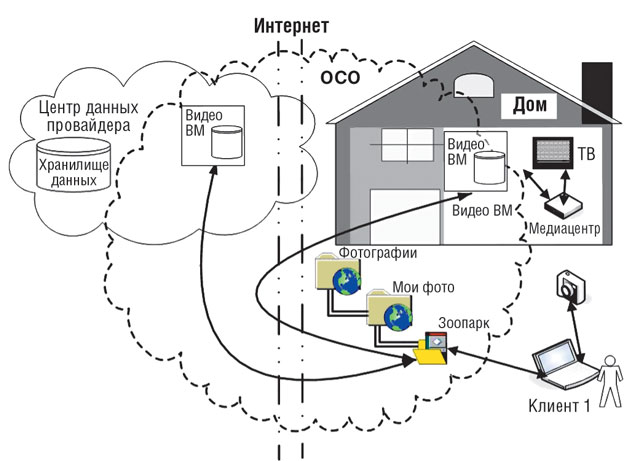 Интернет
ОСО
Центр данных
провайдера
Хранилище
данных
Видео
ВМ
Дом
Видео
ВМ
ТВ
Видео ВМ
Медиацентр
Фотографии
Мои фото
Зоопарк
Клиент 1